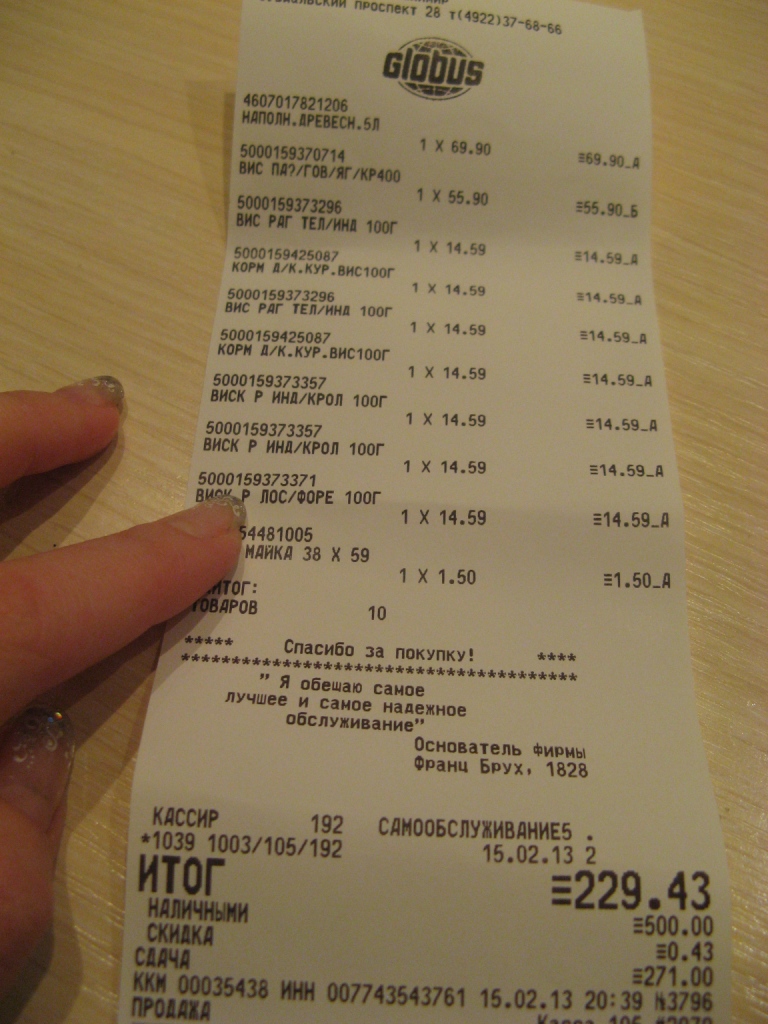 ПРОСПЕКТ 28 т(4922)37-68-66
GLOBUS
4607017821206
НАПОЛН.ДРЕВЕСН.5Л
1 X 69.90 ≡69.90_А
5000159370714
ВИС ПА?/ГОВ/ЯГ/КР400
1 X 55.90 ≡55.90_Б
5000159373296
ВИС РАГ ТЕЛ/ИНД 100Г
1 X 14.59 ≡14.59_А
5000159425087
КОРМ Д/К.КУР.ВИС100Г
1 X 14.59 ≡14.59_А
5000159373296
ВИС РАГ ТЕЛ/ИНД 100Г
1 X 14.59 ≡14.59_А
5000159425087
КОРМ Д/К.КУР.ВИС100Г
1 X 14.59 ≡14.59_А
5000159373357
ВИСК Р ИНД/КРОЛ 100Г
1 X 14.59 ≡14.59_А
5000159373357
ВИСК Р ИНД/КРОЛ 100Г
1 X 14.59 ≡14.59_А
5000159373371
ВИСК Р ЛОС/ФОРЕ 100Г
1 X 14.59 ≡14.59_А
54481005
МАЙКА 38 X 59
1 X 1.50 ≡1.50_А
ИТОГ:
ТОВАРОВ 10
***** Спасибо за покупку! ****
****************************************
" Я обещаю самое
лучшее и самое надежное
обслуживание"
Основатель фирмы
Франц Брух, 1828
КАССИР 192 САМООБСЛУЖИВАНИЕ5 .
*1039 1003/105/192 15.02.13 2
ИТОГ ≡229.43
НАЛИЧНЫМИ ≡500.00
СКИДКА ≡0.43
СДАЧА ≡271.00
ККМ 00035438 ИНН 007743543761 15.02.13 20:39 №3796
ПРОДАЖА